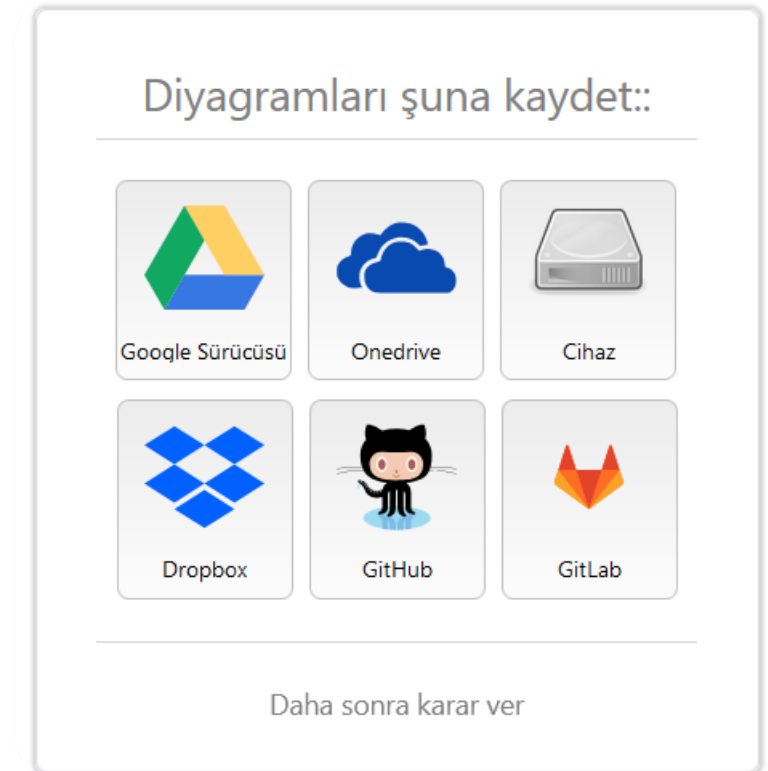 Diyagramları şuna kaydet::
Google Sürücüsü
Onedrive
Cihaz
Dropbox
GitHub
GitLab
Daha sonra karar ver